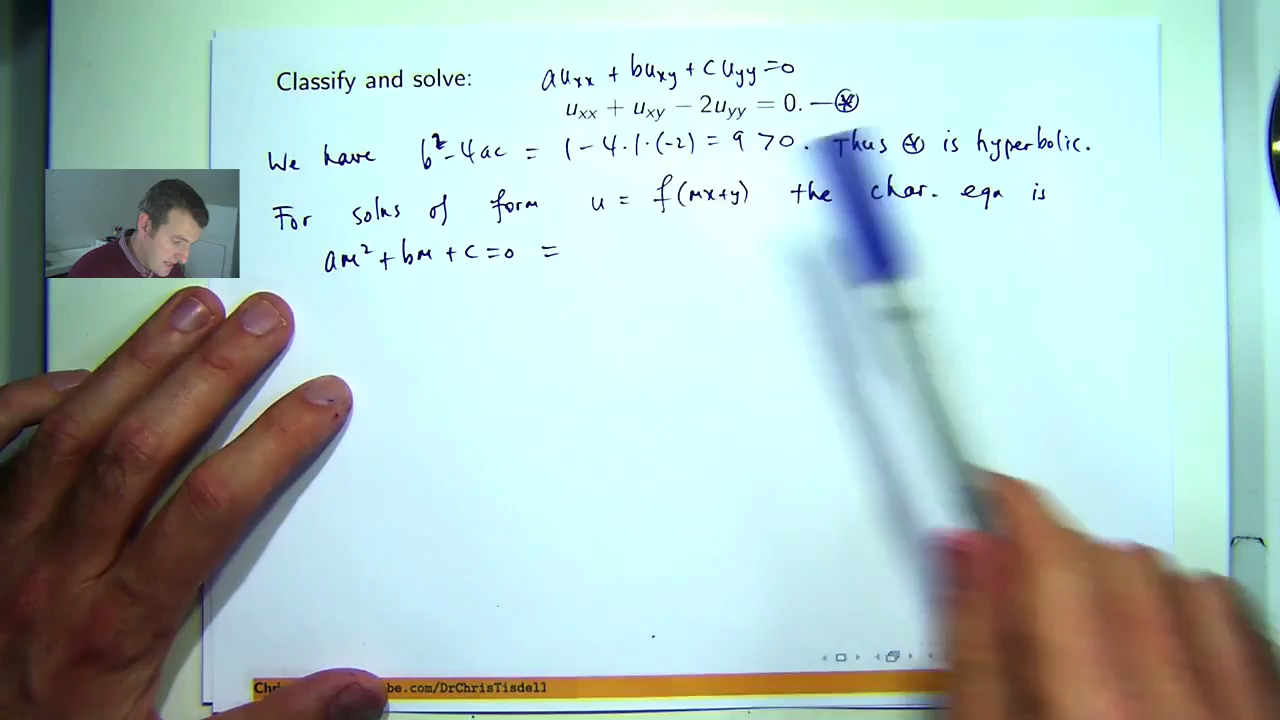 Classify and solve: au_xx + bu_xy + cu_yy = 0
u_xx + u_xy − 2u_yy = 0. —⊛
We have b² - 4ac = 1 - 4·1·(-2) = 9 > 0. Thus ⊛ is hyperbolic.
For solns of form u = f(mx+y) the char. eqn is
am² + bm + c = 0 =
be.com/DrChrisTisdell